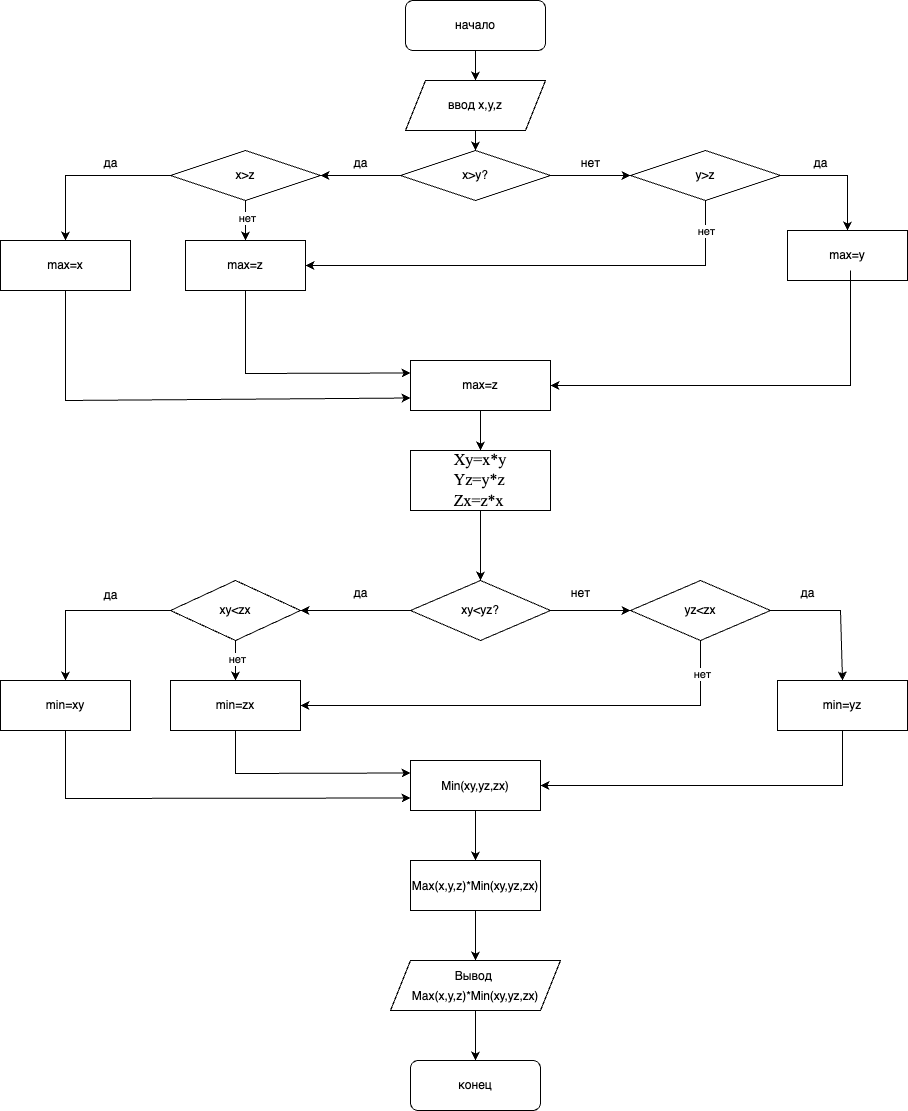 начало
ввод x,y,z
да
x>z
да
x>y?
нет
y>z
да
нет
нет
max=x
max=z
max=y
max=z
Xy=x*y
Yz=y*z
Zx=z*x
да
xy<zx
да
xy<yz?
нет
yz<zx
да
нет
нет
min=xy
min=zx
min=yz
Min(xy,yz,zx)
Max(x,y,z)*Min(xy,yz,zx)
Вывод
Max(x,y,z)*Min(xy,yz,zx)
конец